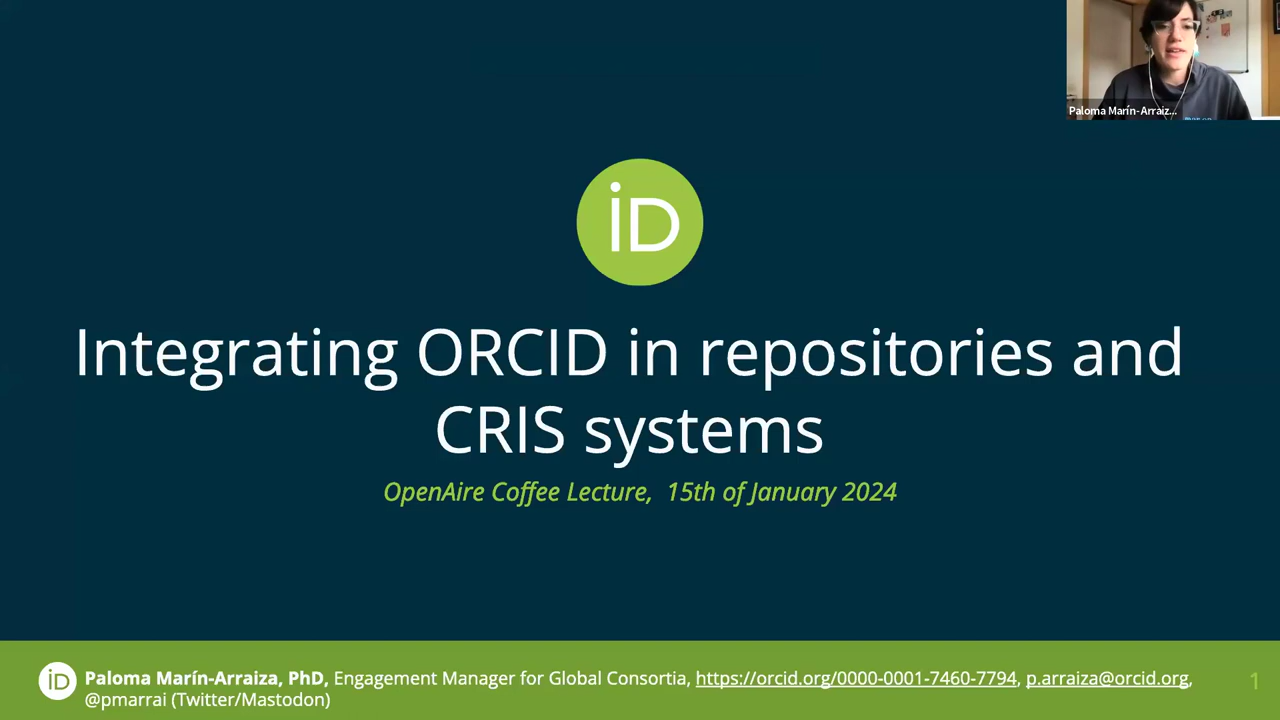 Paloma Marín-Arraiz...
iD
Integrating ORCID in repositories and
CRIS systems
OpenAire Coffee Lecture, 15th of January 2024
iD
Paloma Marín-Arraiza, PhD, Engagement Manager for Global Consortia, https://orcid.org/0000-0001-7460-7794, p.arraiza@orcid.org,
@pmarrai (Twitter/Mastodon)
1